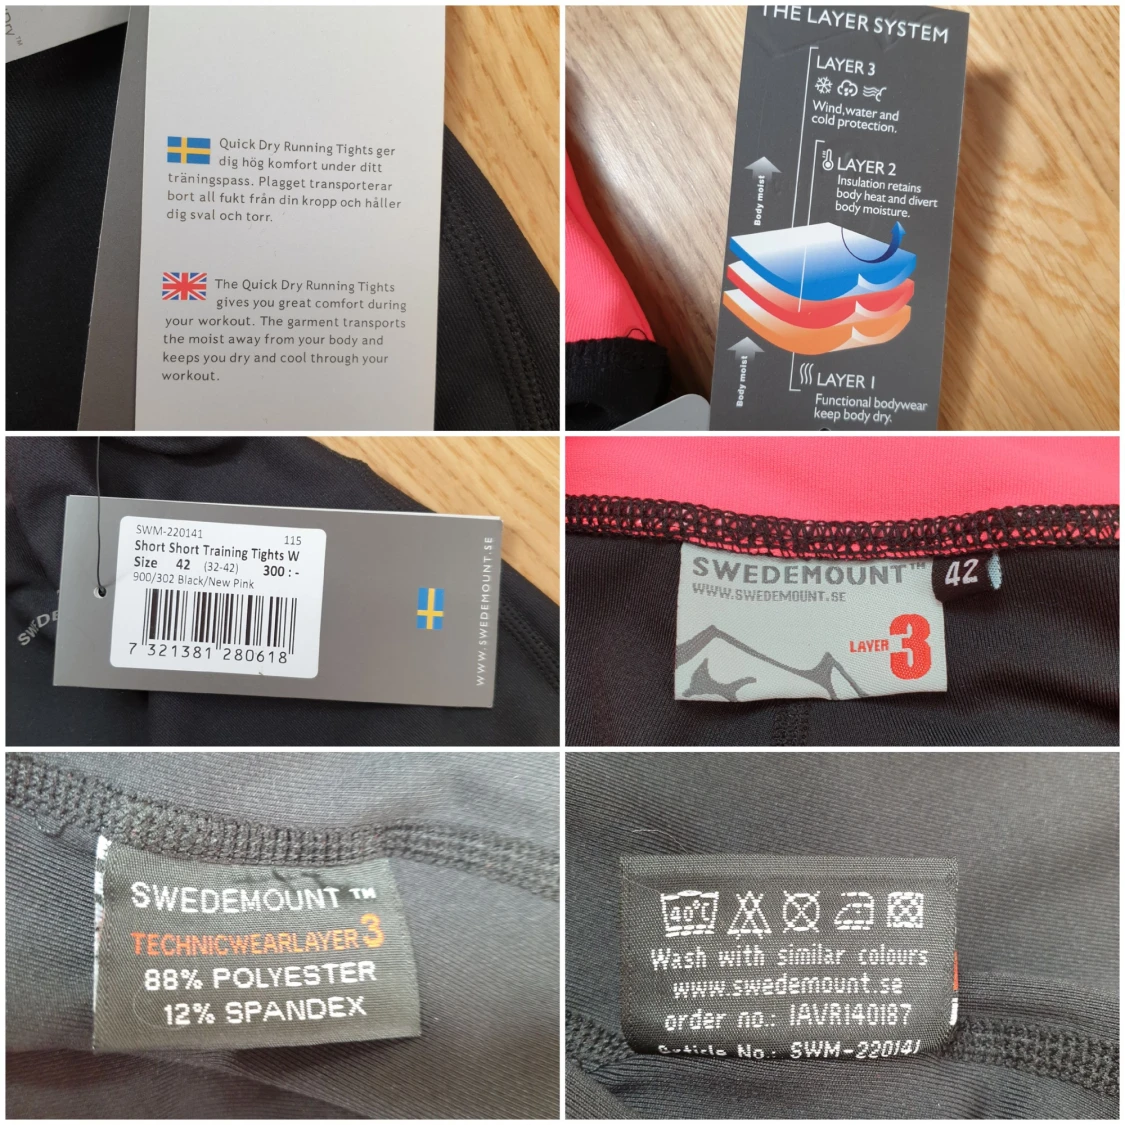 Dry™
Quick Dry Running Tights ger
dig hög komfort under ditt
träningspass. Plagget transporterar
bort all fukt från din kropp och håller
dig sval och torr.
The Quick Dry Running Tights
gives you great comfort during
your workout. The garment transports
the moist away from your body and
keeps you dry and cool through your
workout.
THE LAYER SYSTEM
LAYER 3
Wind,water and
cold protection.
LAYER 2
Insulation retains
body heat and divert
body moisture.
Body moist
Body moist
LAYER 1
Functional bodywear
keep body dry.
SWM-220141 115
Short Short Training Tights W
Size 42 (32-42) 300:-
900/302 Black/New Pink
7 321381 280618
WWW.SWEDEMOUNT.SE
SWEDE
SWEDEMOUNT™
WWW.SWEDEMOUNT.SE
LAYER 3
42
SWEDEMOUNT™
TECHNICWEARLAYER 3
88% POLYESTER
12% SPANDEX
40°C
Wash with similar colours
www.swedemount.se
order no.: IAVR140187
Article No.: SWM-220141